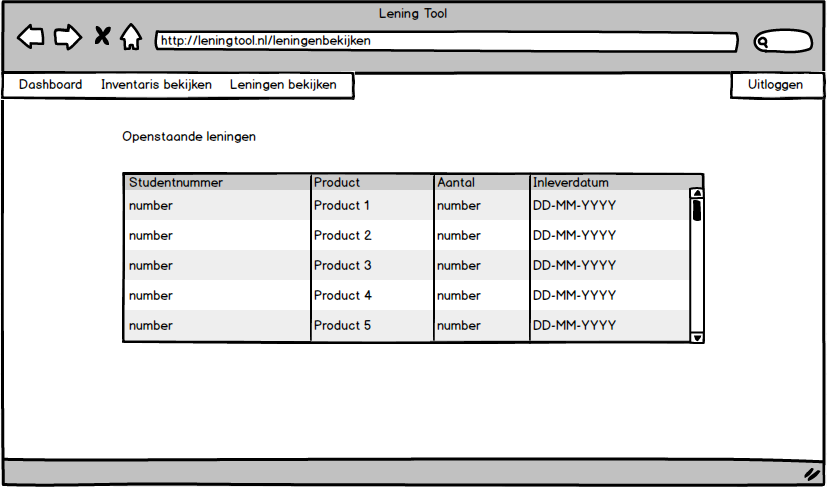 Lening Tool
http://leningtool.nl/leningenbekijken
Dashboard Inventaris bekijken Leningen bekijken Uitloggen
Openstaande leningen
Studentnummer Product Aantal Inleverdatum
number Product 1 number DD-MM-YYYY
number Product 2 number DD-MM-YYYY
number Product 3 number DD-MM-YYYY
number Product 4 number DD-MM-YYYY
number Product 5 number DD-MM-YYYY